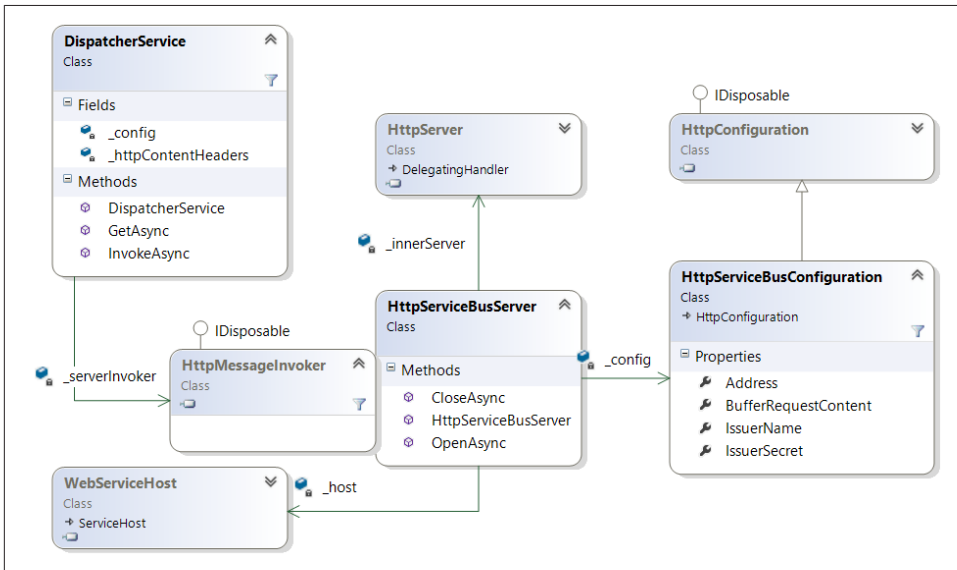 DispatcherService
Class
Fields
_config
_httpContentHeaders
Methods
DispatcherService
GetAsync
InvokeAsync
_serverInvoker
IDisposable
HttpMessageInvoker
Class
WebServiceHost
Class
ServiceHost
_host
HttpServer
Class
DelegatingHandler
_innerServer
HttpServiceBusServer
Class
Methods
CloseAsync
HttpServiceBusServer
OpenAsync
_config
IDisposable
HttpConfiguration
Class
HttpServiceBusConfiguration
Class
HttpConfiguration
Properties
Address
BufferRequestContent
IssuerName
IssuerSecret